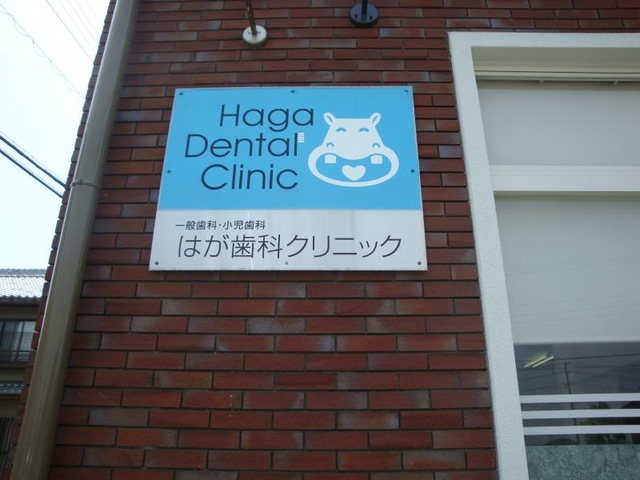 Haga
Dental
Clinic
一般歯科・小児歯科
はが歯科クリニック